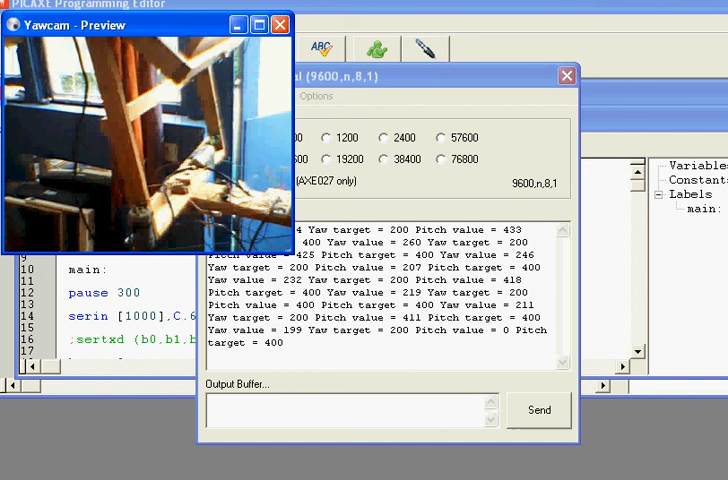 PICAXE Programming Editor
Yawcam - Preview
ABC
al (9600,n,8,1)
Options
00 1200 2400 57600
600 19200 38400 76800
(AXE027 only)
9600,n,8,1
4 Yaw target = 200 Pitch value = 433
400 Yaw value = 260 Yaw target = 200
Pitch value = 425 Pitch target = 400 Yaw value = 246
Yaw target = 200 Pitch value = 207 Pitch target = 400
Yaw value = 232 Yaw target = 200 Pitch value = 418
Pitch target = 400 Yaw value = 219 Yaw target = 200
Pitch value = 400 Pitch target = 400 Yaw value = 211
Yaw target = 200 Pitch value = 411 Pitch target = 400
Yaw value = 199 Yaw target = 200 Pitch value = 0 Pitch
target = 400
Output Buffer...
Send
9
10 main:
11
12 pause 300
13
14 serin [1000],C.6
15
16 ;sertxd (b0,b1,b
17
Variables
Constants
Labels
main: